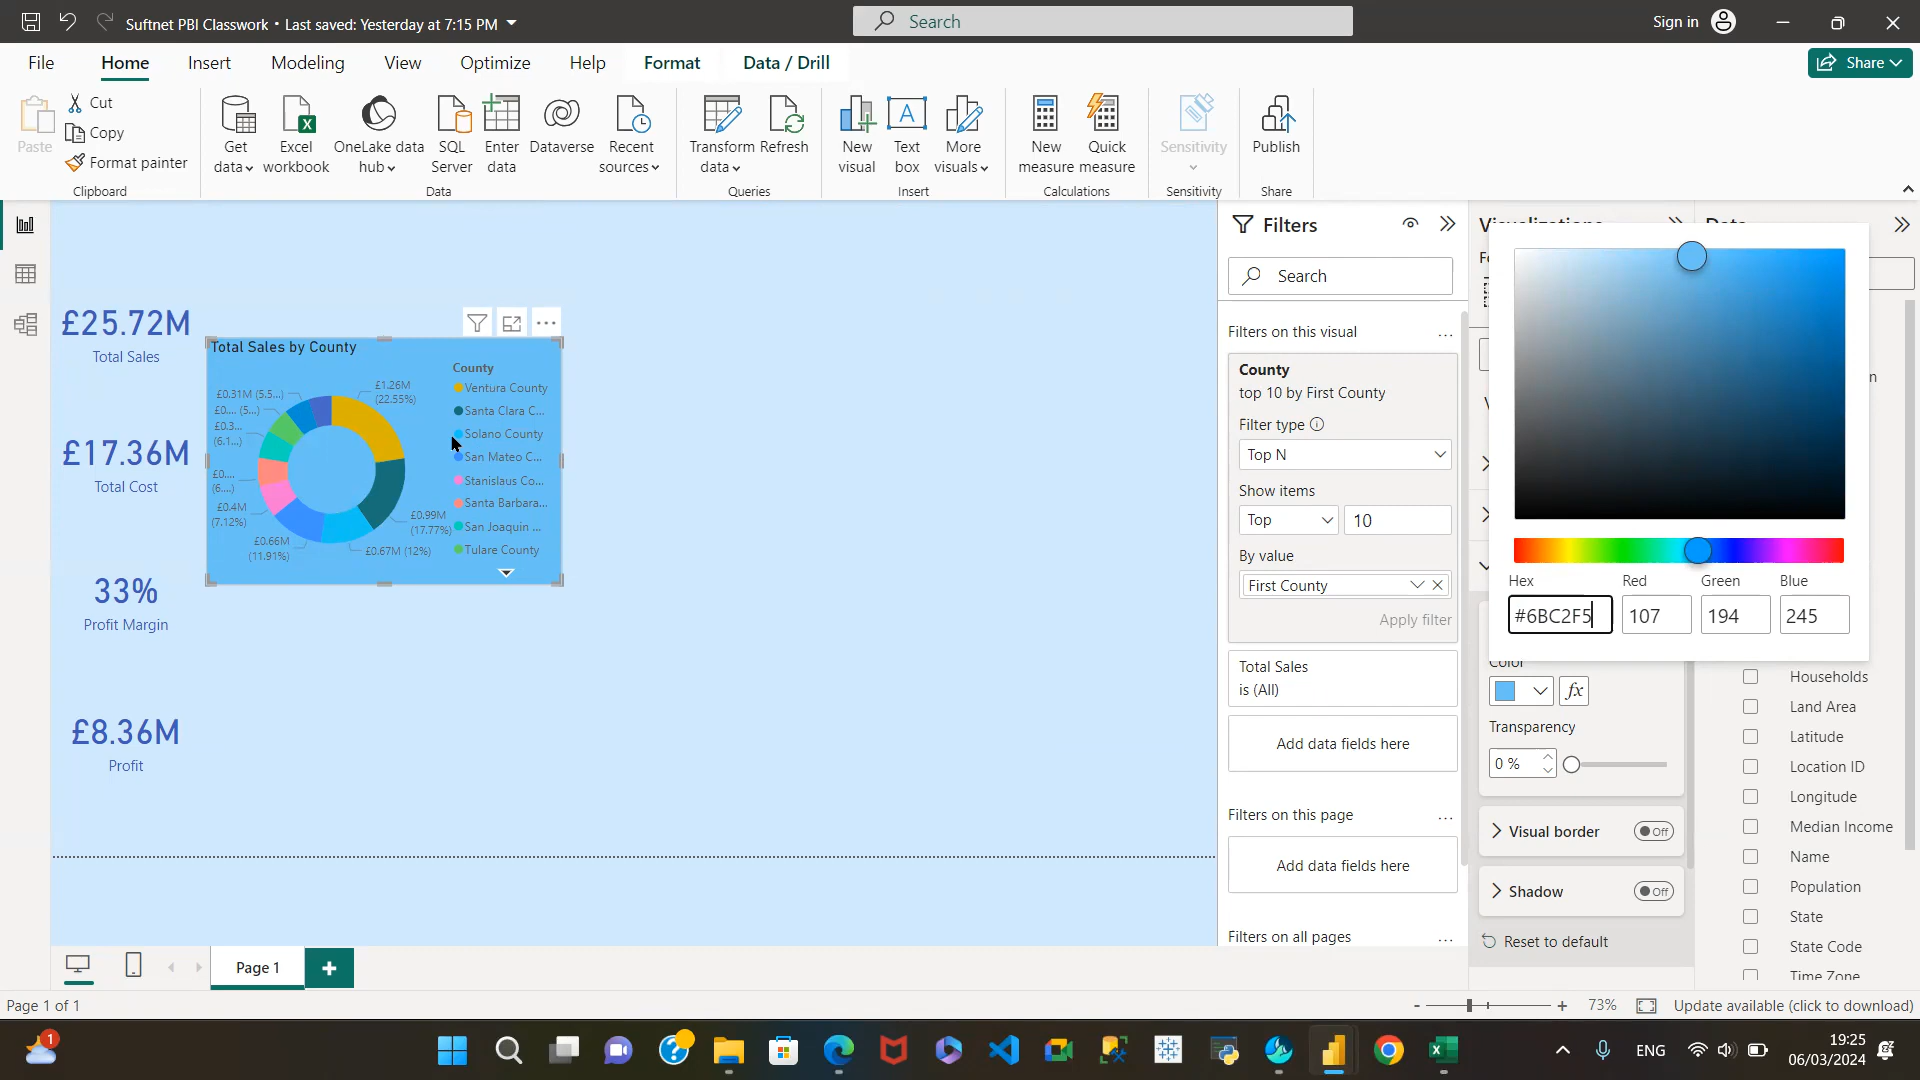 Suftnet PBI Classwork • Last saved: Yesterday at 7:15 PM
Search
Sign in
File
Home
Insert
Modeling
View
Optimize
Help
Format
Data / Drill
Share
Paste
Cut
Copy
Format painter
Clipboard
Get data
Excel workbook
OneLake data hub
SQL Server
Enter data
Dataverse
Recent sources
Data
Transform data
Refresh
Queries
New visual
Text box
More visuals
Insert
New measure
Quick measure
Calculations
Sensitivity
Sensitivity
Publish
Share
£25.72M
Total Sales
£17.36M
Total Cost
33%
Profit Margin
£8.36M
Profit
Total Sales by County
£1.26M
(22.55%)
£0.99M
(17.77%)
£0.67M (12%)
£0.66M
(11.91%)
£0.4M
(7.12%)
£0....
(6....)
£0.3...
(6.1...)
£0.... (5...)
£0.31M (5.5...)
County
Ventura County
Santa Clara C...
Solano County
San Mateo C...
Stanislaus Co...
Santa Barbara...
San Joaquin ...
Tulare County
Filters
Search
Filters on this visual
...
County
top 10 by First County
Filter type
Top N
Show items
Top
10
By value
First County
Apply filter
Total Sales
is (All)
Add data fields here
Filters on this page
...
Add data fields here
Filters on all pages
...
Hex
Red
Green
Blue
#6BC2F5
107
194
245
Color
fx
Transparency
0 %
Visual border
Off
Shadow
Off
Reset to default
Households
Land Area
Latitude
Location ID
Longitude
Median Income
Name
Population
State
State Code
Time Zone
Page 1
Page 1 of 1
-
+
73%
Update available (click to download)
1
ENG
19:25
06/03/2024